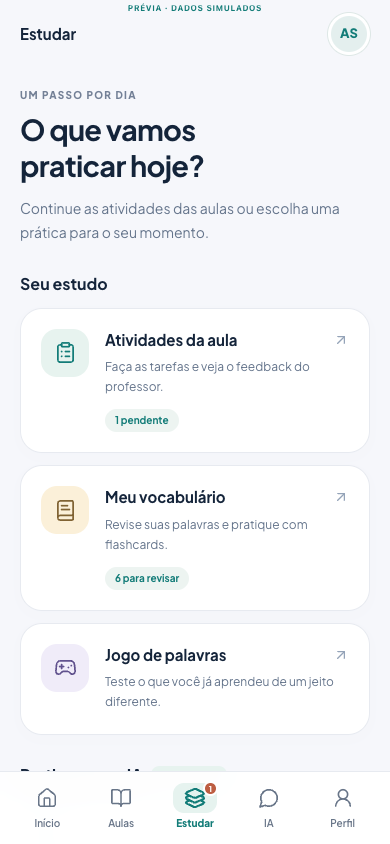 PRÉVIA · DADOS SIMULADOS
Estudar
AS
UM PASSO POR DIA
O que vamos
praticar hoje?
Continue as atividades das aulas ou escolha uma
prática para o seu momento.
Seu estudo
Atividades da aula
Faça as tarefas e veja o feedback do
professor.
1 pendente
Meu vocabulário
Revise suas palavras e pratique com
flashcards.
6 para revisar
Jogo de palavras
Teste o que você já aprendeu de um jeito
diferente.
1
Início
Aulas
Estudar
IA
Perfil